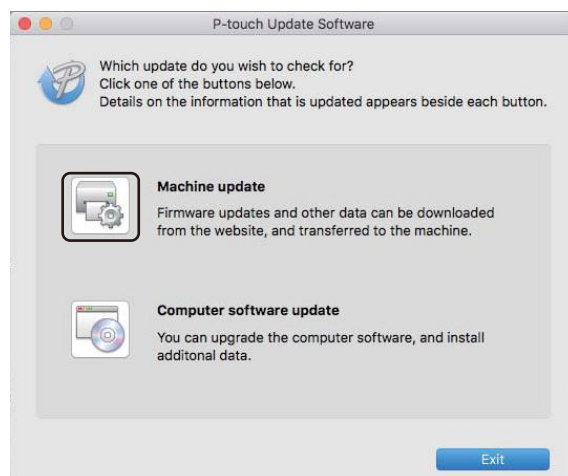 P-touch Update Software
Which update do you wish to check for?
Click one of the buttons below.
Details on the information that is updated appears beside each button.
Machine update
Firmware updates and other data can be downloaded
from the website, and transferred to the machine.
Computer software update
You can upgrade the computer software, and install
additonal data.
Exit